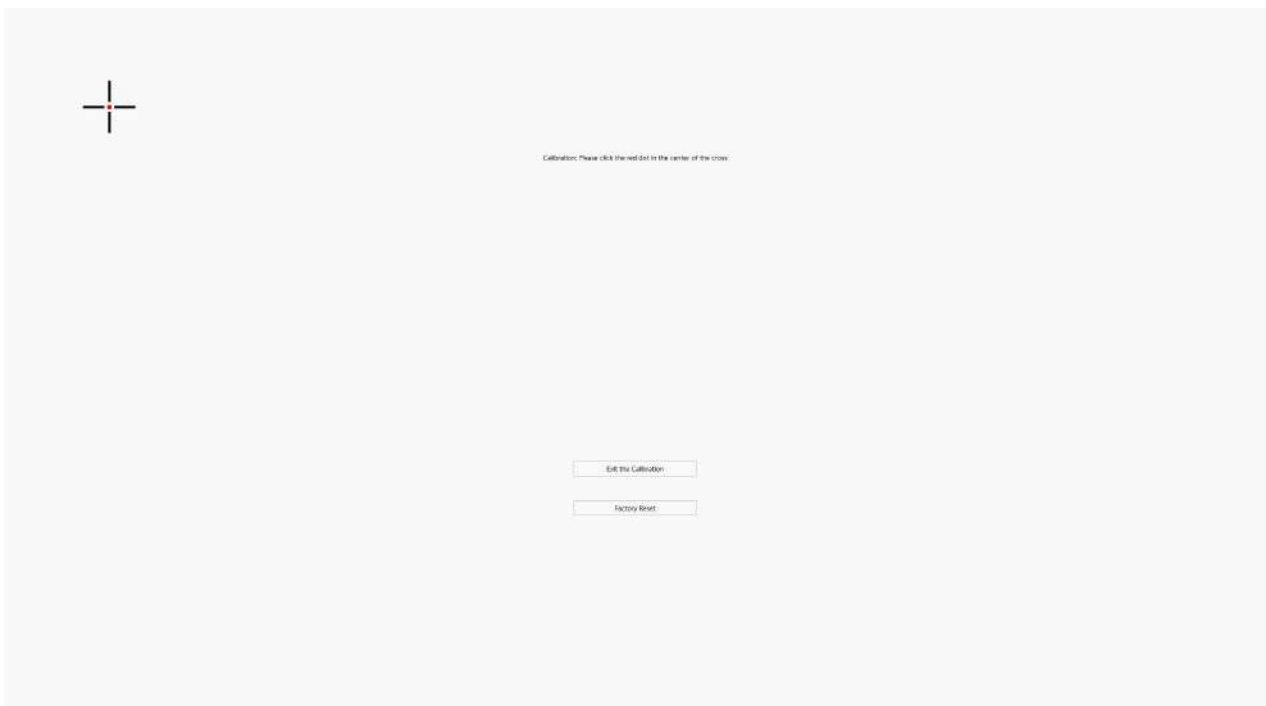 Calibration: Please click the red dot in the center of the cross
Exit the Calibration
Factory Reset